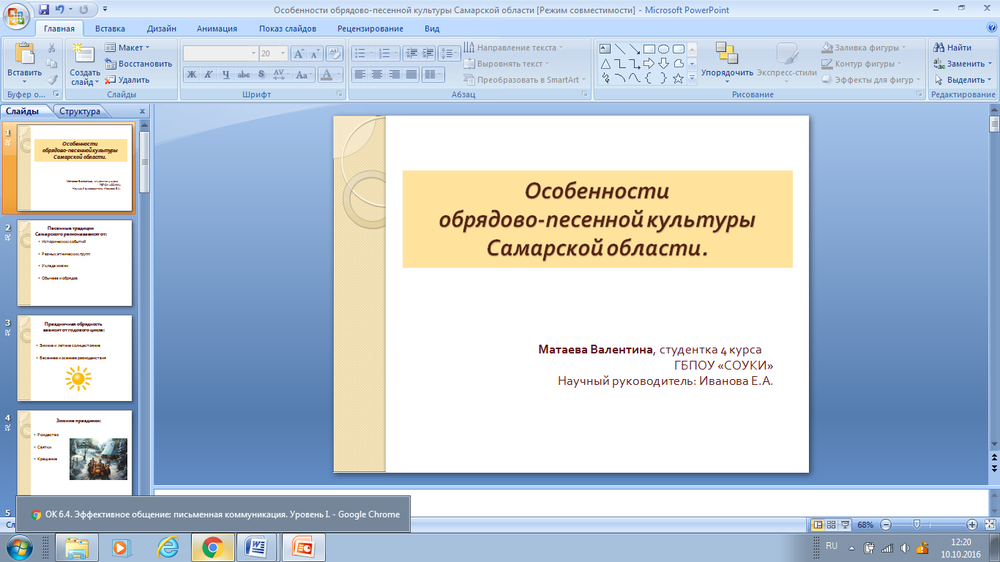 Особенности обрядово-песенной культуры Самарской области [Режим совместимости] - Microsoft PowerPoint
Главная Вставка Дизайн Анимация Показ слайдов Рецензирование Вид
Вставить
Буфер о...
Создать слайд
Макет
Восстановить
Удалить
Слайды
20
Ж К Ч abc S AV Aa A
Шрифт
Направление текста
Выровнять текст
Преобразовать в SmartArt
Абзац
Упорядочить
Экспресс-стили
Заливка фигуры
Контур фигуры
Эффекты для фигур
Рисование
Найти
Заменить
Выделить
Редактирование
Слайды Структура
1
Особенности
обрядово-песенной культуры
Самарской области.
Матаева Валентина, студентка 4 курса
ГБПОУ «СОУКИ»
Научный руководитель: Иванова Е.А.
2
Песенные традиции
Самарского региона зависят от:
Исторических событий
Разных этнических групп
Уклада жизни
Обычаев и обрядов
3
Праздничная обрядность
зависит от годового цикла:
Зимние и летние солнцестояние
Весеннее и осеннее равноденствия
4
Зимние праздники:
Рождество
Святки
Крещение
5
Особенности
обрядово-песенной культуры
Самарской области.
Матаева Валентина, студентка 4 курса
ГБПОУ «СОУКИ»
Научный руководитель: Иванова Е.А.
ОК 6.4. Эффективное общение: письменная коммуникация. Уровень I. - Google Chrome
68%
RU
12:20
10.10.2016